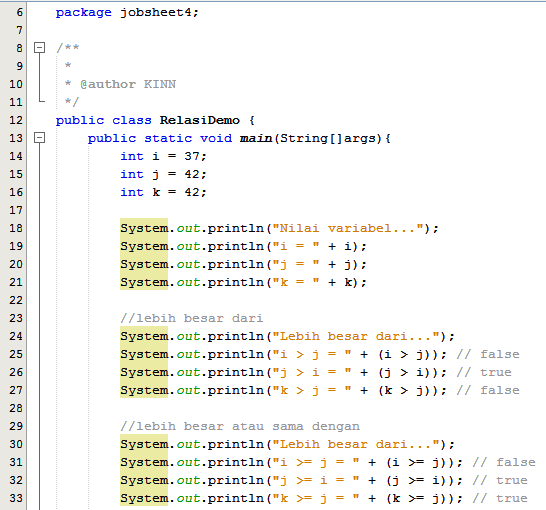 6 package jobsheet4;
7
8 /**
9 *
10 * @author KINN
11 */
12 public class RelasiDemo {
13 public static void main(String[]args){
14 int i = 37;
15 int j = 42;
16 int k = 42;
17
18 System.out.println("Nilai variabel...");
19 System.out.println("i = " + i);
20 System.out.println("j = " + j);
21 System.out.println("k = " + k);
22
23 //lebih besar dari
24 System.out.println("Lebih besar dari...");
25 System.out.println("i > j = " + (i > j)); // false
26 System.out.println("j > i = " + (j > i)); // true
27 System.out.println("k > j = " + (k > j)); // false
28
29 //lebih besar atau sama dengan
30 System.out.println("Lebih besar dari...");
31 System.out.println("i >= j = " + (i >= j)); // false
32 System.out.println("j >= i = " + (j >= i)); // true
33 System.out.println("k >= j = " + (k >= j)); // true